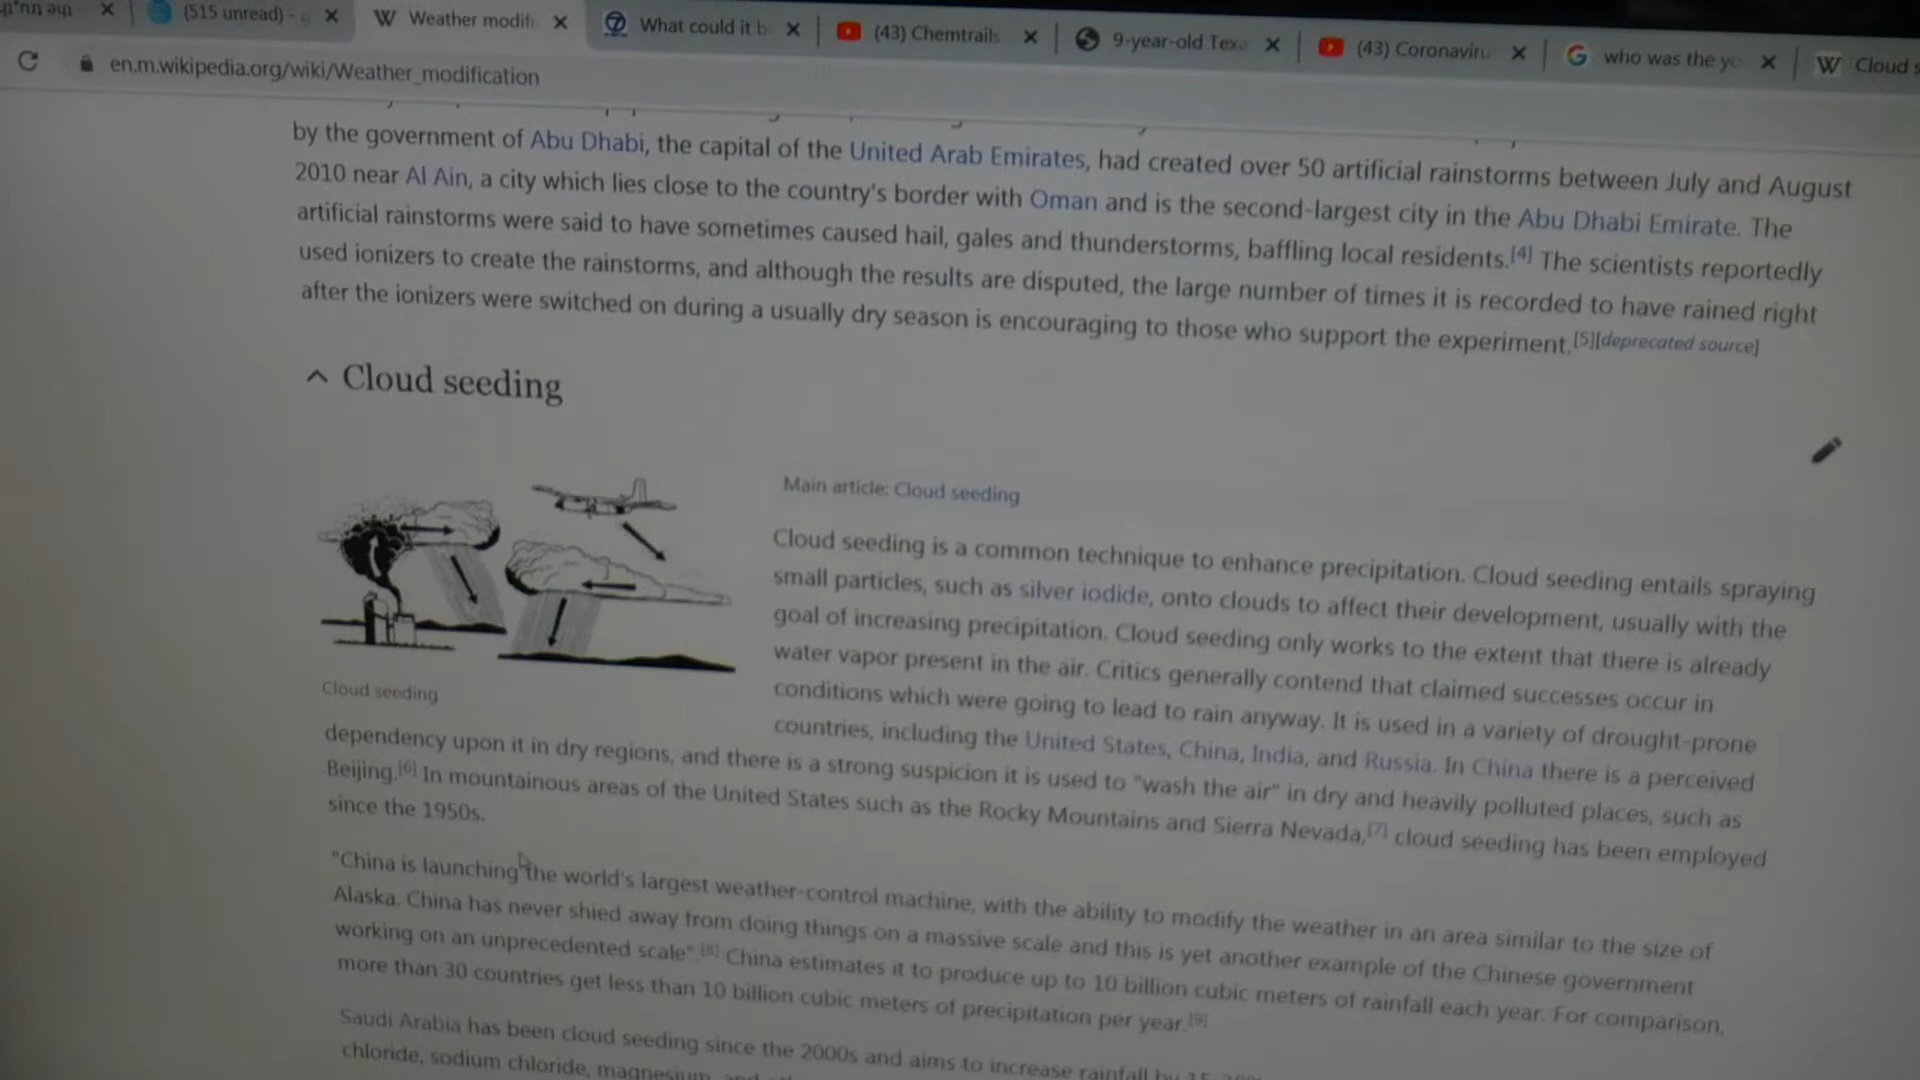 (515 unread) -
Weather modifi
What could it b
(43) Chemtrails
9-year-old Texa
(43) Coronaviru
who was the yo
Cloud s
en.m.wikipedia.org/wiki/Weather_modification
by the government of Abu Dhabi, the capital of the United Arab Emirates, had created over 50 artificial rainstorms between July and August
2010 near Al Ain, a city which lies close to the country's border with Oman and is the second-largest city in the Abu Dhabi Emirate. The
artificial rainstorms were said to have sometimes caused hail, gales and thunderstorms, baffling local residents.[4] The scientists reportedly
used ionizers to create the rainstorms, and although the results are disputed, the large number of times it is recorded to have rained right
after the ionizers were switched on during a usually dry season is encouraging to those who support the experiment.[5][deprecated source]
Cloud seeding
Main article: Cloud seeding
Cloud seeding is a common technique to enhance precipitation. Cloud seeding entails spraying
small particles, such as silver iodide, onto clouds to affect their development, usually with the
goal of increasing precipitation. Cloud seeding only works to the extent that there is already
water vapor present in the air. Critics generally contend that claimed successes occur in
conditions which were going to lead to rain anyway. It is used in a variety of drought-prone
countries, including the United States, China, India, and Russia. In China there is a perceived
Cloud seeding
dependency upon it in dry regions, and there is a strong suspicion it is used to "wash the air" in dry and heavily polluted places, such as
Beijing.[6] In mountainous areas of the United States such as the Rocky Mountains and Sierra Nevada,[7] cloud seeding has been employed
since the 1950s.
"China is launching the world's largest weather-control machine, with the ability to modify the weather in an area similar to the size of
Alaska. China has never shied away from doing things on a massive scale and this is yet another example of the Chinese government
working on an unprecedented scale".[8] China estimates it to produce up to 10 billion cubic meters of rainfall each year. For comparison,
more than 30 countries get less than 10 billion cubic meters of precipitation per year.[9]
Saudi Arabia has been cloud seeding since the 2000s and aims to increase rainfall by
chloride, sodium chloride, magnesium, and